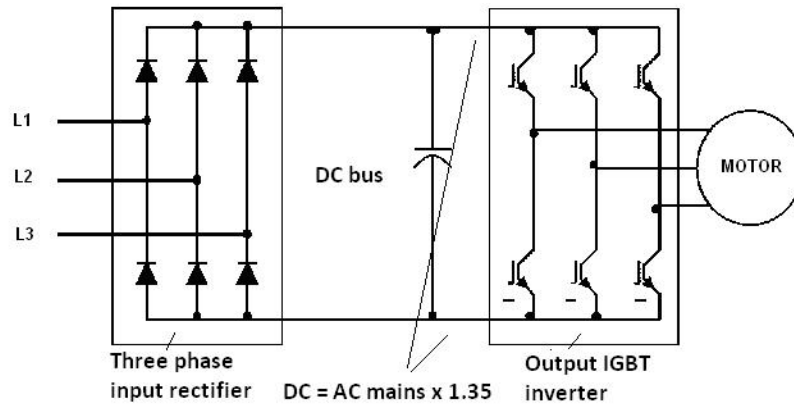 L1
L2
L3
DC bus
MOTOR
Three phase
input rectifier
DC = AC mains x 1.35
Output IGBT
inverter